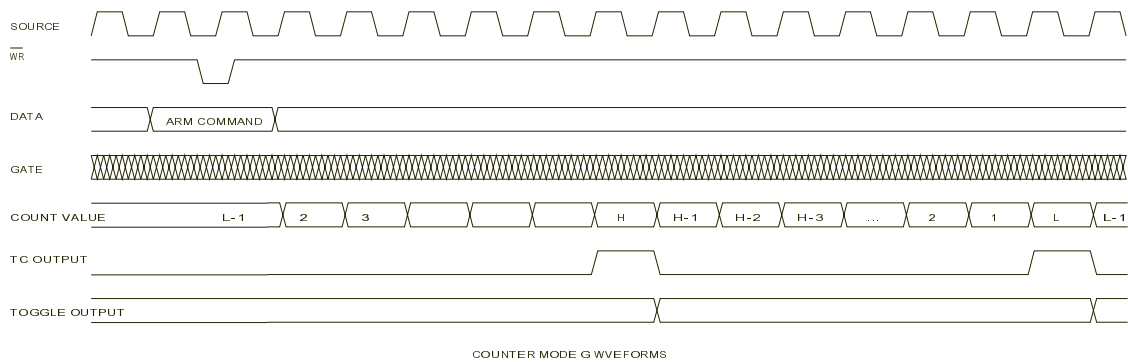 SOURCE
WR
DATA
ARM COMMAND
GATE
COUNT VALUE L-1 2 3 H H-1 H-2 H-3 ... 2 1 L L-1
TC OUTPUT
TOGGLE OUTPUT
COUNTER MODE G WVEFORMS